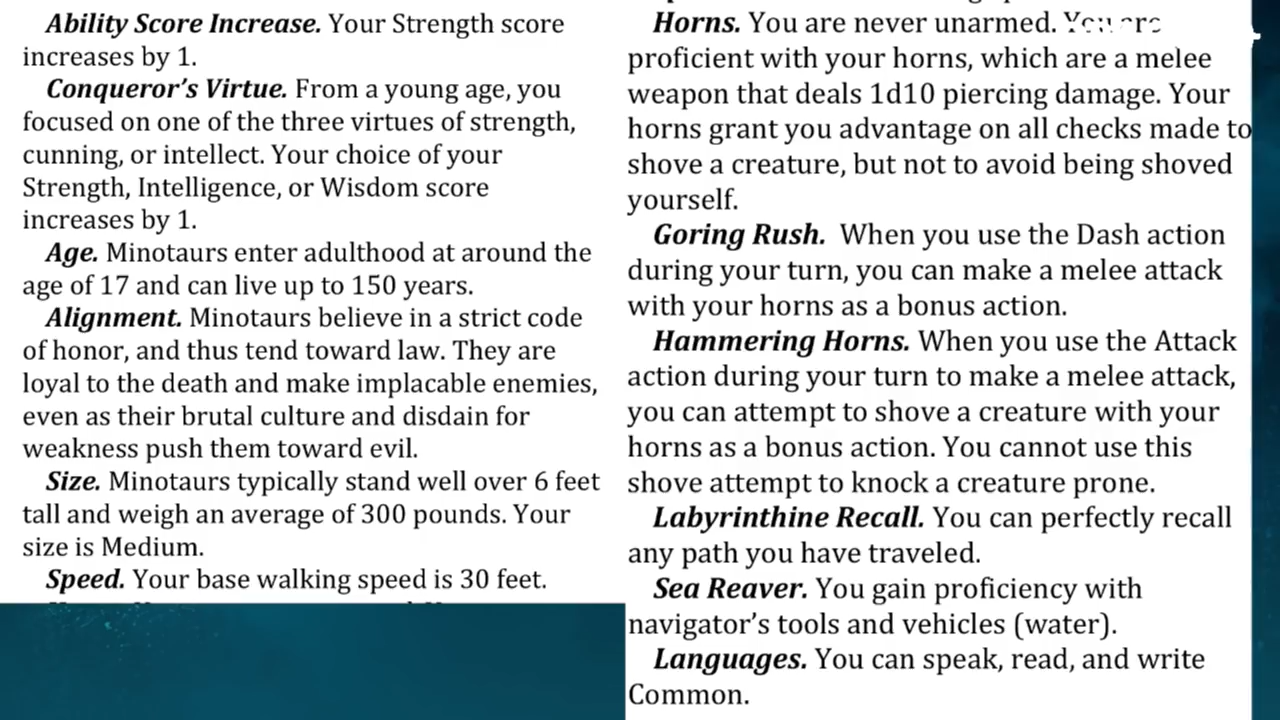 Ability Score Increase. Your Strength score
increases by 1.
Conqueror's Virtue. From a young age, you
focused on one of the three virtues of strength,
cunning, or intellect. Your choice of your
Strength, Intelligence, or Wisdom score
increases by 1.
Age. Minotaurs enter adulthood at around the
age of 17 and can live up to 150 years.
Alignment. Minotaurs believe in a strict code
of honor, and thus tend toward law. They are
loyal to the death and make implacable enemies,
even as their brutal culture and disdain for
weakness push them toward evil.
Size. Minotaurs typically stand well over 6 feet
tall and weigh an average of 300 pounds. Your
size is Medium.
Speed. Your base walking speed is 30 feet.
Horns. You are never unarmed. You are
proficient with your horns, which are a melee
weapon that deals 1d10 piercing damage. Your
horns grant you advantage on all checks made to
shove a creature, but not to avoid being shoved
yourself.
Goring Rush. When you use the Dash action
during your turn, you can make a melee attack
with your horns as a bonus action.
Hammering Horns. When you use the Attack
action during your turn to make a melee attack,
you can attempt to shove a creature with your
horns as a bonus action. You cannot use this
shove attempt to knock a creature prone.
Labyrinthine Recall. You can perfectly recall
any path you have traveled.
Sea Reaver. You gain proficiency with
navigator's tools and vehicles (water).
Languages. You can speak, read, and write
Common.